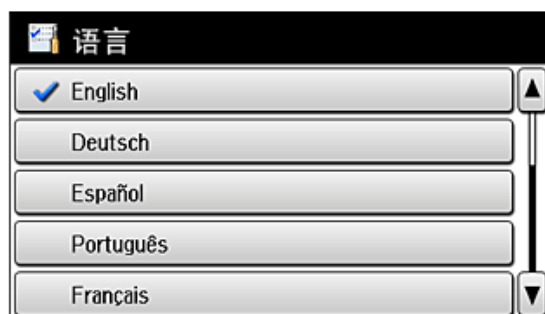 语言
English
Deutsch
Español
Português
Français